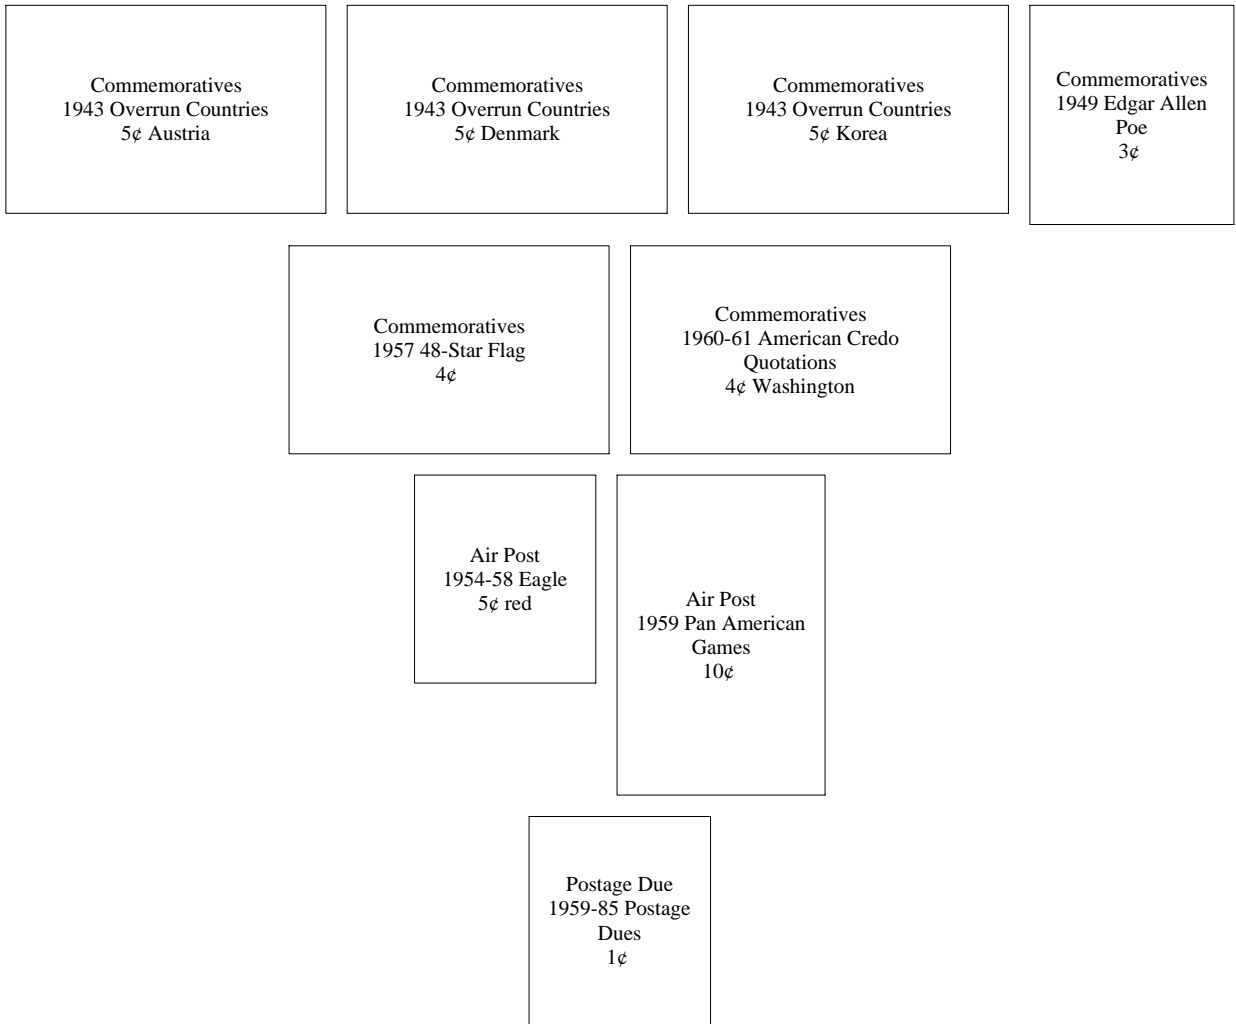 Commemoratives
1943 Overrun Countries
5¢ Austria
Commemoratives
1943 Overrun Countries
5¢ Denmark
Commemoratives
1943 Overrun Countries
5¢ Korea
Commemoratives
1949 Edgar Allen
Poe
3¢
Commemoratives
1957 48-Star Flag
4¢
Commemoratives
1960-61 American Credo
Quotations
4¢ Washington
Air Post
1954-58 Eagle
5¢ red
Air Post
1959 Pan American
Games
10¢
Postage Due
1959-85 Postage
Dues
1¢